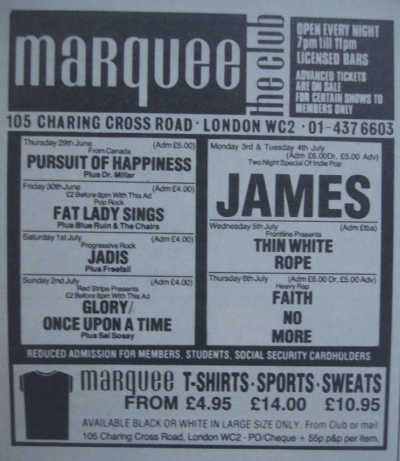 marquee
the club
OPEN EVERY NIGHT
7pm till 11pm
LICENSED BARS
ADVANCED TICKETS
ARE ON SALE
FOR CERTAIN SHOWS TO
MEMBERS ONLY
105 CHARING CROSS ROAD · LONDON WC2 · 01-437 6603
Thursday 29th June (Adm £5.00)
From Canada
PURSUIT OF HAPPINESS
Plus Dr. Millar
Friday 30th June (Adm £4.00)
£2 Before 8pm With This Ad
Pop Rock
FAT LADY SINGS
Plus Blue Ruin & The Chairs
Saturday 1st July (Adm £4.00)
Progressive Rock
JADIS
Plus Freefall
Sunday 2nd July (Adm £4.00)
Red Stripe Presents
£2 Before 8pm With This Ad
GLORY/
ONCE UPON A TIME
Plus Sai Sosay
Monday 3rd & Tuesday 4th July
(Adm £6.00 Dr, £5.00 Adv)
Two Night Special Of Indie Pop
JAMES
Wednesday 5th July (Adm £tba)
Frontline Presents
THIN WHITE
ROPE
Thursday 6th July (Adm £6.00 Dr, £5.00 Adv)
Heavy Rap
FAITH
NO
MORE
REDUCED ADMISSION FOR MEMBERS, STUDENTS, SOCIAL SECURITY CARDHOLDERS
marquee T-SHIRTS · SPORTS · SWEATS
FROM £4.95 £14.00 £10.95
AVAILABLE BLACK OR WHITE IN LARGE SIZE ONLY From Club or mail
105 Charing Cross Road, London WC2 · PO/Cheque + 55p p&p per item.